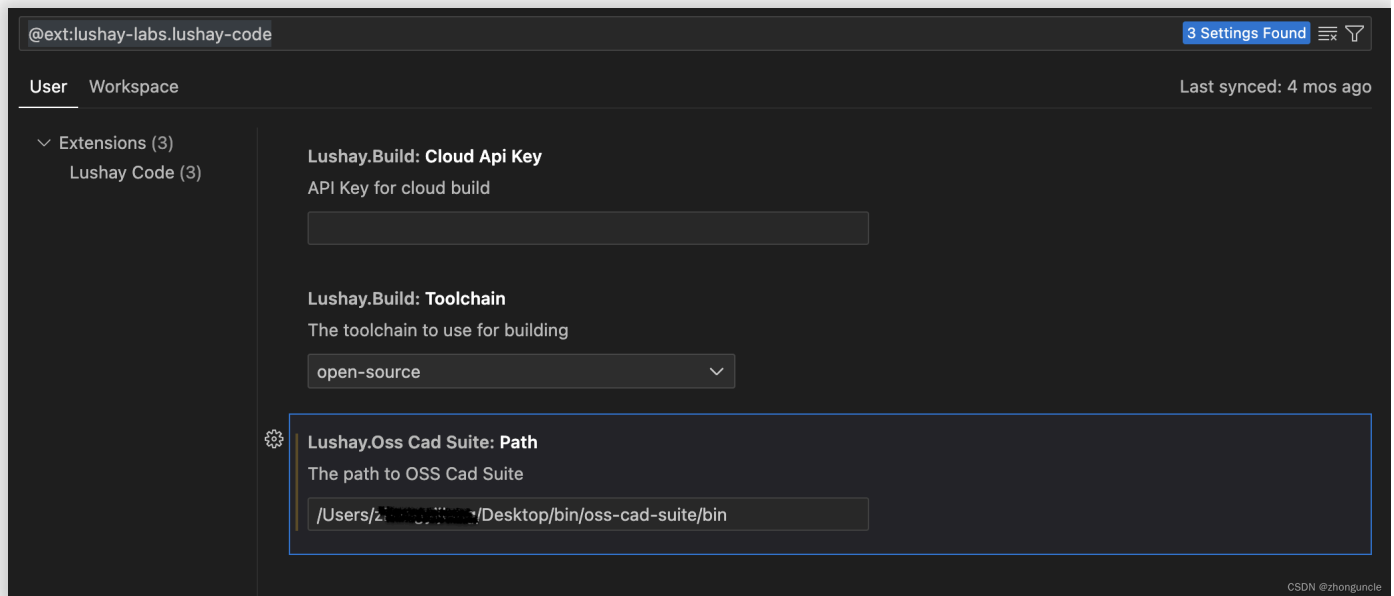 @ext:lushay-labs.lushay-code
3 Settings Found
User
Workspace
Last synced: 4 mos ago
Extensions (3)
Lushay Code (3)
Lushay.Build: Cloud Api Key
API Key for cloud build
Lushay.Build: Toolchain
The toolchain to use for building
open-source
Lushay.Oss Cad Suite: Path
The path to OSS Cad Suite
/Users/ /Desktop/bin/oss-cad-suite/bin
CSDN @zhonguncle